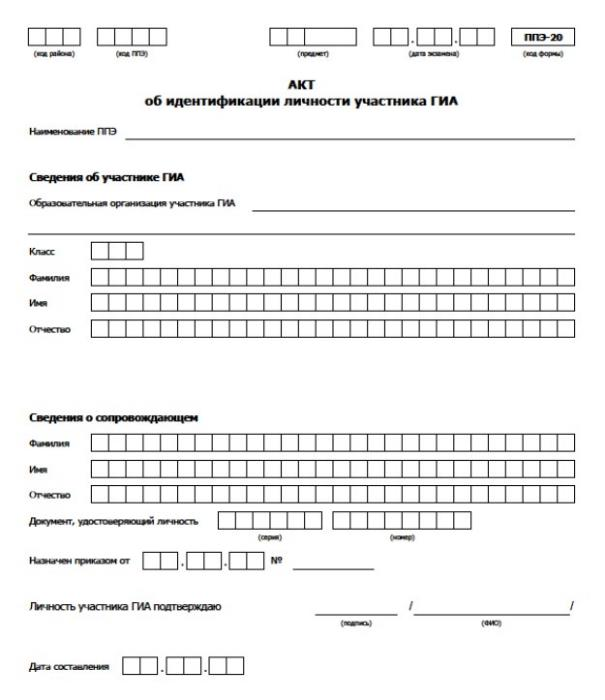 ППЭ-20
(код района) (код ППЭ) (предмет) (дата экзамена) (код формы)
АКТ
об идентификации личности участника ГИА
Наименование ППЭ
Сведения об участнике ГИА
Образовательная организация участника ГИА
Класс
Фамилия
Имя
Отчество
Сведения о сопровождающем
Фамилия
Имя
Отчество
Документ, удостоверяющий личность
(серия) (номер)
Назначен приказом от . . №
Личность участника ГИА подтверждаю / /
(подпись) (ФИО)
Дата составления . .